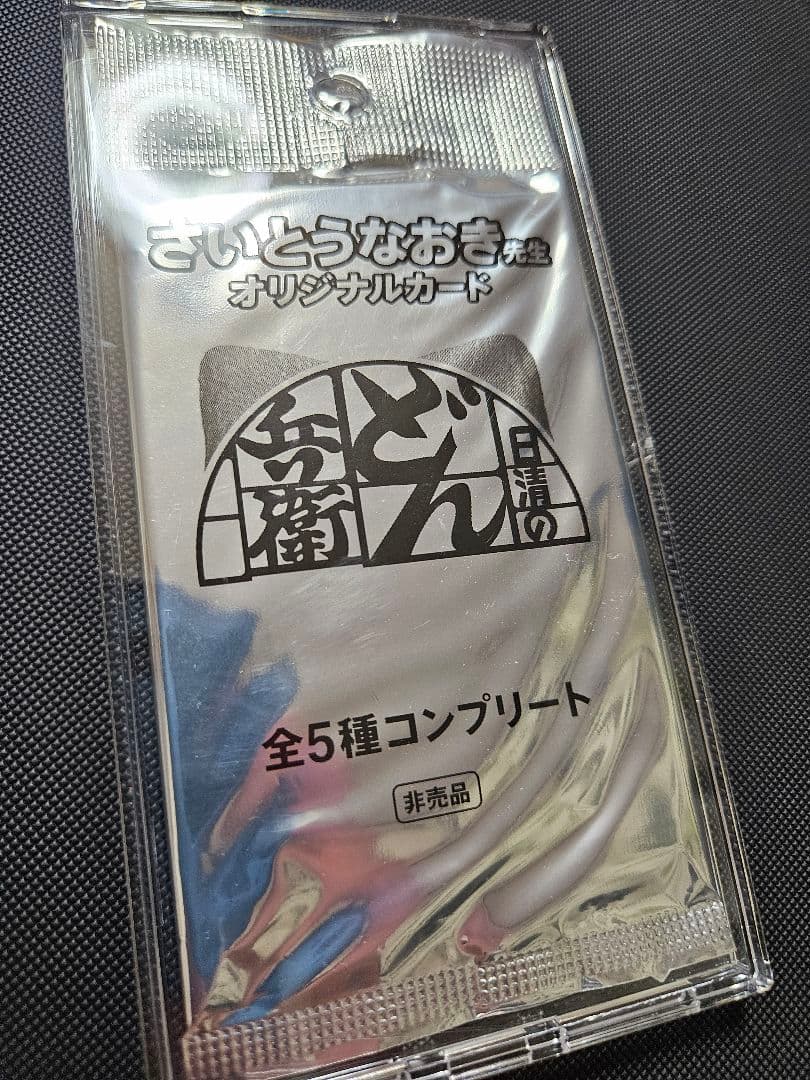 さいとうなおき先生
オリジナルカード
日清の
どん
兵衛
全5種コンプリート
非売品